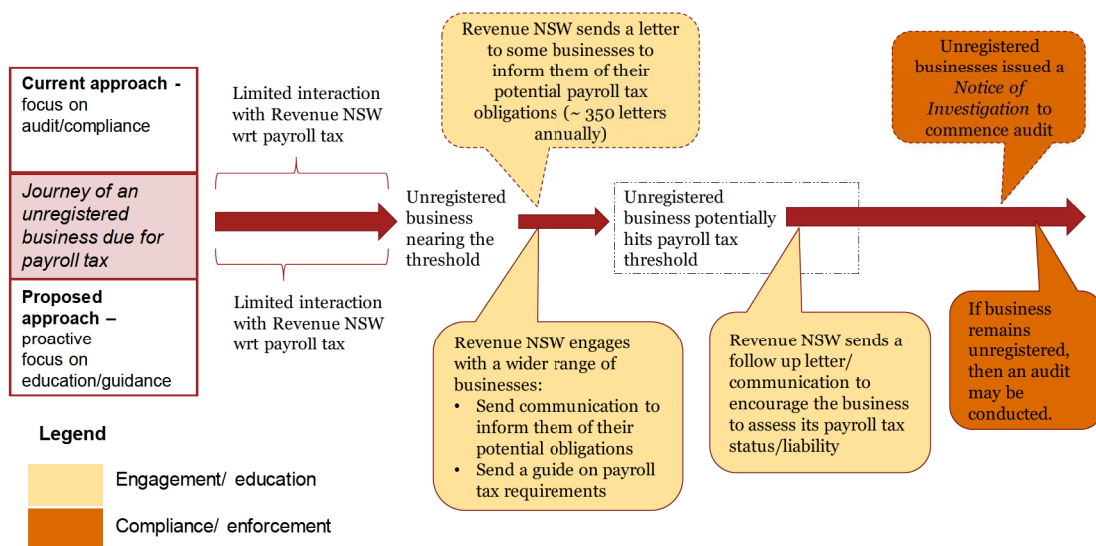 Current approach -
focus on
audit/compliance
Journey of an
unregistered
business due for
payroll tax
Proposed
approach –
proactive
focus on
education/guidance
Limited interaction
with Revenue NSW
wrt payroll tax
Limited interaction
with Revenue NSW
wrt payroll tax
Unregistered
business
nearing the
threshold
Revenue NSW sends a letter
to some businesses to
inform them of their
potential payroll tax
obligations (~ 350 letters
annually)
Revenue NSW engages
with a wider range of
businesses:
• Send communication to
inform them of their
potential obligations
• Send a guide on payroll
tax requirements
Unregistered
business potentially
hits payroll tax
threshold
Revenue NSW sends a
follow up letter/
communication to
encourage the business
to assess its payroll tax
status/liability
Unregistered
businesses issued a
Notice of
Investigation to
commence audit
If business
remains
unregistered,
then an audit
may be
conducted.
Legend
Engagement/ education
Compliance/ enforcement